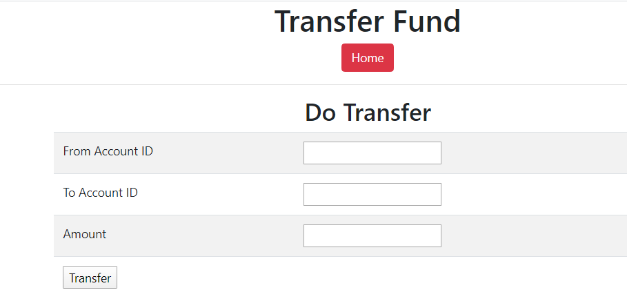 Transfer Fund
Home
Do Transfer
From Account ID
To Account ID
Amount
Transfer